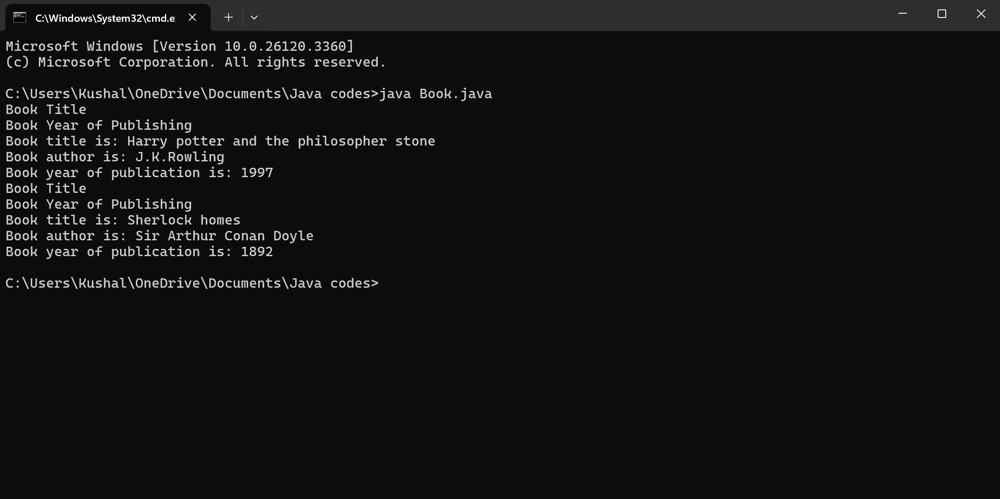 C:\Windows\System32\cmd.e
Microsoft Windows [Version 10.0.26120.3360]
(c) Microsoft Corporation. All rights reserved.
C:\Users\Kushal\OneDrive\Documents\Java codes>java Book.java
Book Title
Book Year of Publishing
Book title is: Harry potter and the philosopher stone
Book author is: J.K.Rowling
Book year of publication is: 1997
Book Title
Book Year of Publishing
Book title is: Sherlock homes
Book author is: Sir Arthur Conan Doyle
Book year of publication is: 1892
C:\Users\Kushal\OneDrive\Documents\Java codes>